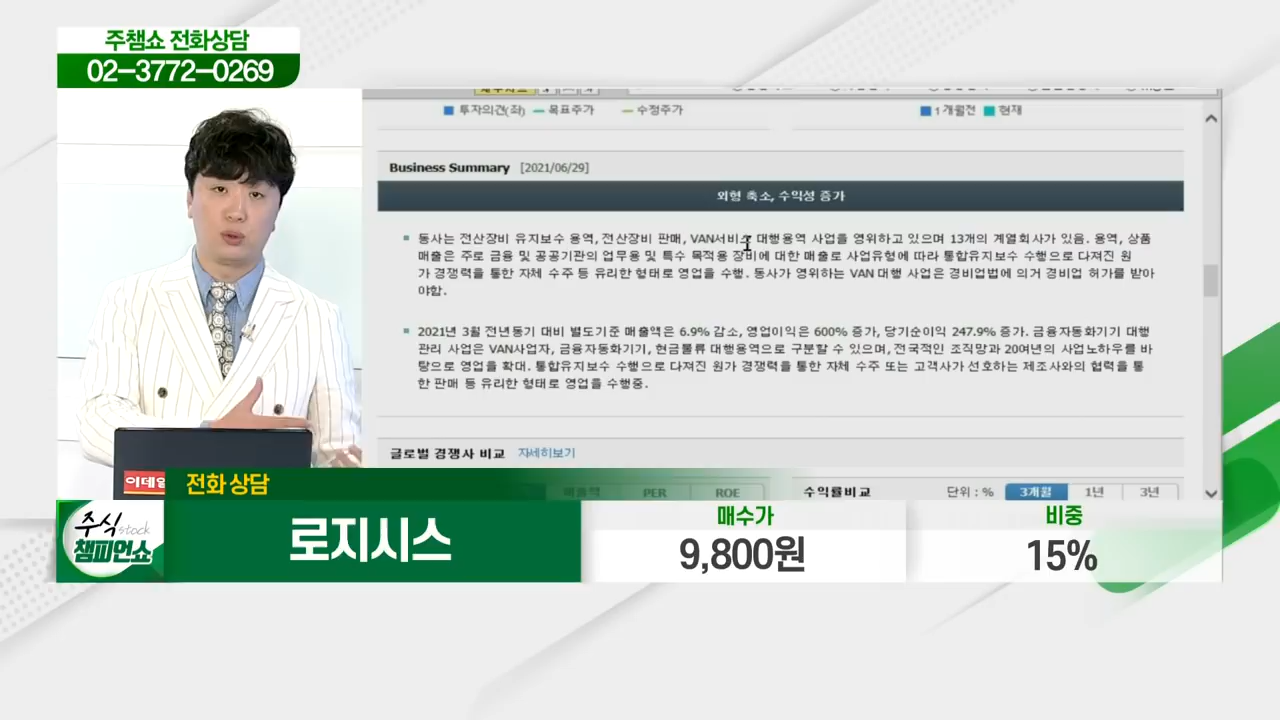 주챔쇼 전화상담
02-3772-0269
투자의견(좌) 목표주가 수정주가
1개월전 현재
Business Summary [2021/06/29]
외형 축소, 수익성 증가
동사는 전산장비 유지보수 용역, 전산장비 판매, VAN서비스 대행용역 사업을 영위하고 있으며 13개의 계열회사가 있음. 용역, 상품
매출은 주로 금융 및 공공기관의 업무용 및 특수 목적용 장비에 대한 매출로 사업유형에 따라 통합유지보수 수행으로 다져진 원
가 경쟁력을 통한 자체 수주 등 유리한 형태로 영업을 수행. 동사가 영위하는 VAN 대행 사업은 경비업법에 의거 경비업 허가를 받아
야함.
2021년 3월 전년동기 대비 별도기준 매출액은 6.9% 감소, 영업이익은 600% 증가, 당기순이익 247.9% 증가. 금융자동화기기 대행
관리 사업은 VAN사업자, 금융자동화기기, 현금물류 대행용역으로 구분할 수 있으며, 전국적인 조직망과 20여년의 사업노하우를 바
탕으로 영업을 확대. 통합유지보수 수행으로 다져진 원가 경쟁력을 통한 자체 수주 또는 고객사가 선호하는 제조사와의 협력을 통
한 판매 등 유리한 형태로 영업을 수행중.
글로벌 경쟁사 비교 자세히보기
매출액 PER ROE
수익률비교 단위 : % 3개월 1년 3년
이데일
전화 상담
주식 stock
챔피언쇼
로지시스
매수가
9,800원
비중
15%